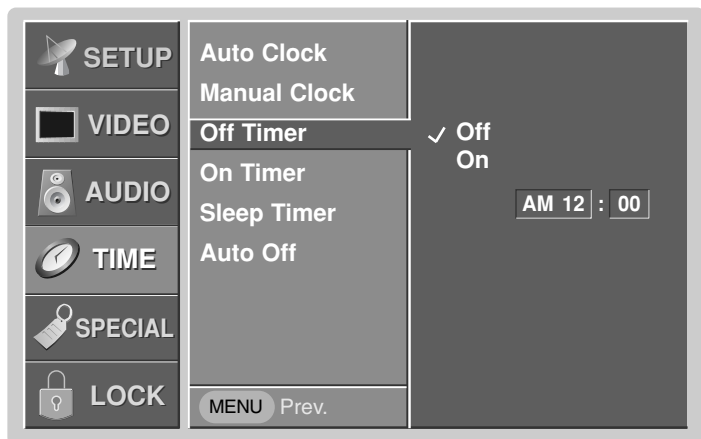 SETUP
VIDEO
AUDIO
TIME
SPECIAL
LOCK
Auto Clock
Manual Clock
Off Timer
On Timer
Sleep Timer
Auto Off
MENU Prev.
Off
On
AM 12 : 00